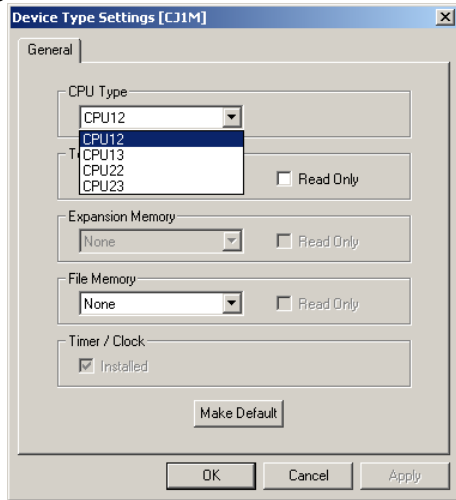 Device Type Settings [CJ1M]
General
CPU Type
CPU12
CPU12
CPU13
CPU22
CPU23
Read Only
Expansion Memory
None
Read Only
File Memory
None
Read Only
Timer / Clock
Installed
Make Default
OK
Cancel
Apply